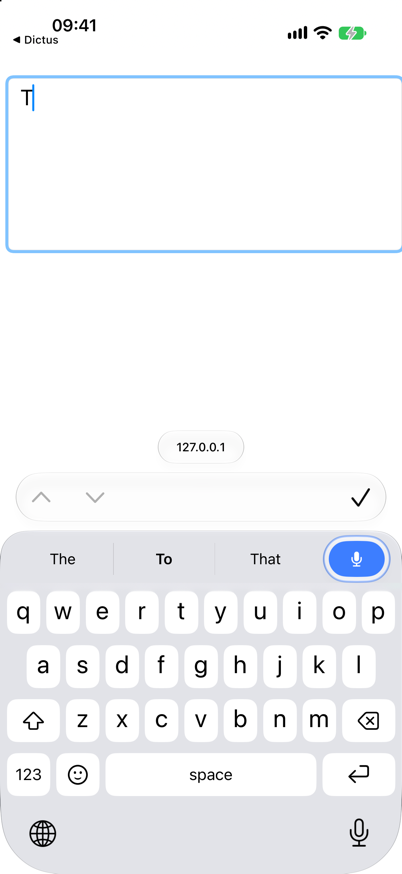 09:41
◀ Dictus
T
127.0.0.1
The To That
q w e r t y u i o p
a s d f g h j k l
z x c v b n m
123 space